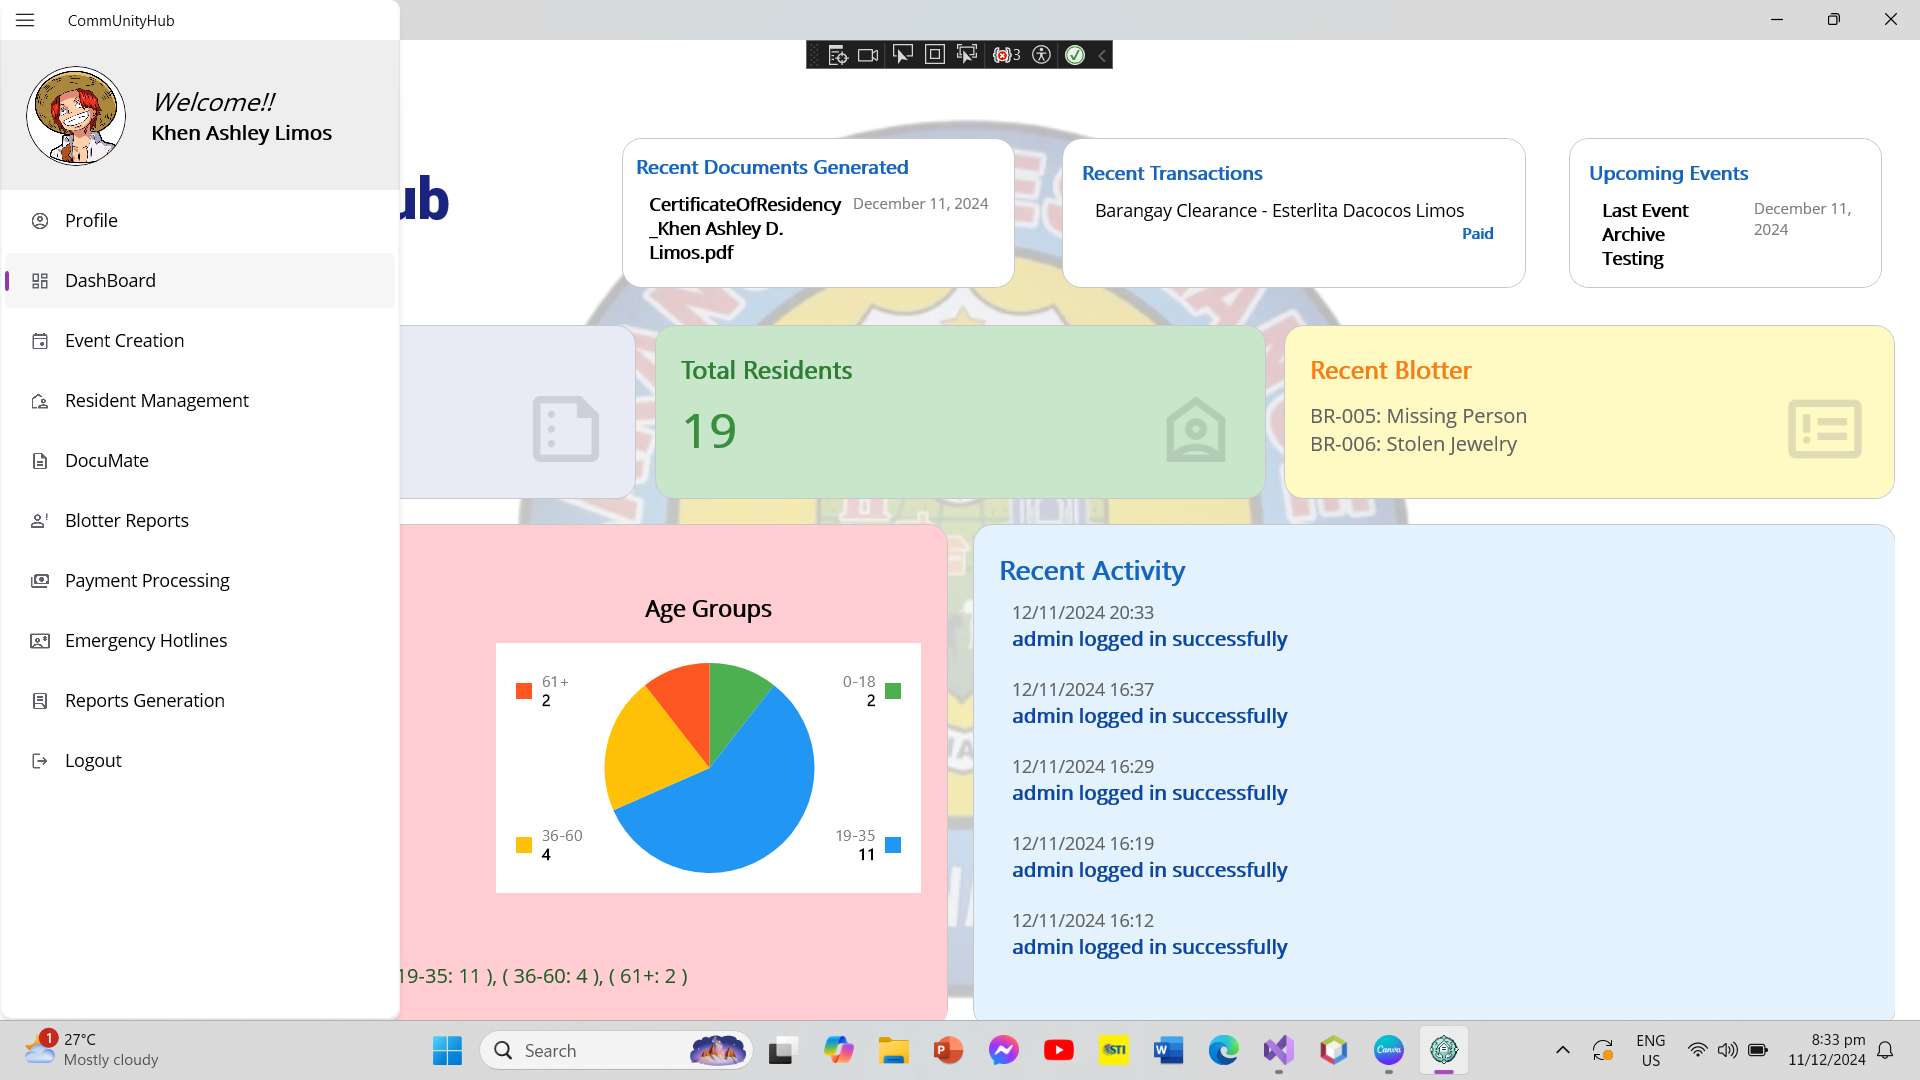 CommUnityHub
Welcome!!
Khen Ashley Limos
Profile
DashBoard
Event Creation
Resident Management
DocuMate
Blotter Reports
Payment Processing
Emergency Hotlines
Reports Generation
Logout
3
ub
Recent Documents Generated
CertificateOfResidency December 11, 2024
_Khen Ashley D.
Limos.pdf
Recent Transactions
Barangay Clearance - Esterlita Dacocos Limos
Paid
Upcoming Events
Last Event December 11,
Archive 2024
Testing
Total Residents
19
Recent Blotter
BR-005: Missing Person
BR-006: Stolen Jewelry
Age Groups
61+
2
0-18
2
36-60
4
19-35
11
19-35: 11 ), ( 36-60: 4 ), ( 61+: 2 )
Recent Activity
12/11/2024 20:33
admin logged in successfully
12/11/2024 16:37
admin logged in successfully
12/11/2024 16:29
admin logged in successfully
12/11/2024 16:19
admin logged in successfully
12/11/2024 16:12
admin logged in successfully
1
27°C
Mostly cloudy
Search
P
STI
W
Canva
ENG
US
8:33 pm
11/12/2024